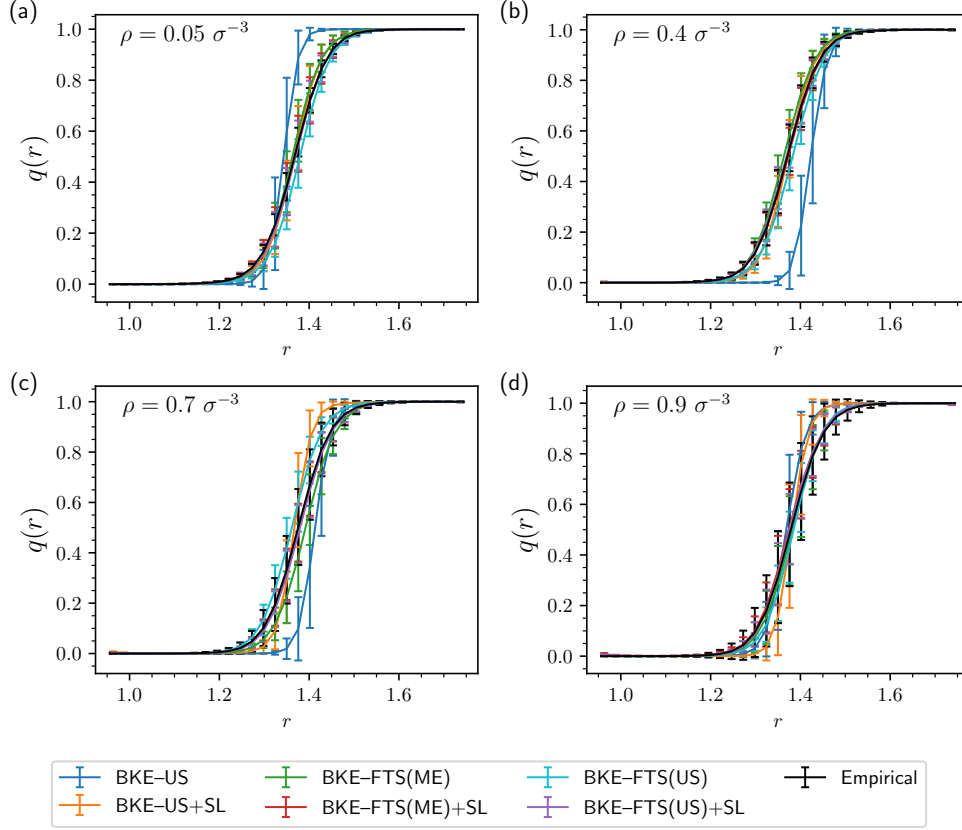 (a)
ρ = 0.05 σ⁻³
q(r)
1.0
0.8
0.6
0.4
0.2
0.0
1.0 1.2 1.4 1.6
r
(b)
ρ = 0.4 σ⁻³
q(r)
1.0
0.8
0.6
0.4
0.2
0.0
1.0 1.2 1.4 1.6
r
(c)
ρ = 0.7 σ⁻³
q(r)
1.0
0.8
0.6
0.4
0.2
0.0
1.0 1.2 1.4 1.6
r
(d)
ρ = 0.9 σ⁻³
q(r)
1.0
0.8
0.6
0.4
0.2
0.0
1.0 1.2 1.4 1.6
r
BKE–US BKE–FTS(ME) BKE–FTS(US) Empirical
BKE–US+SL BKE–FTS(ME)+SL BKE–FTS(US)+SL